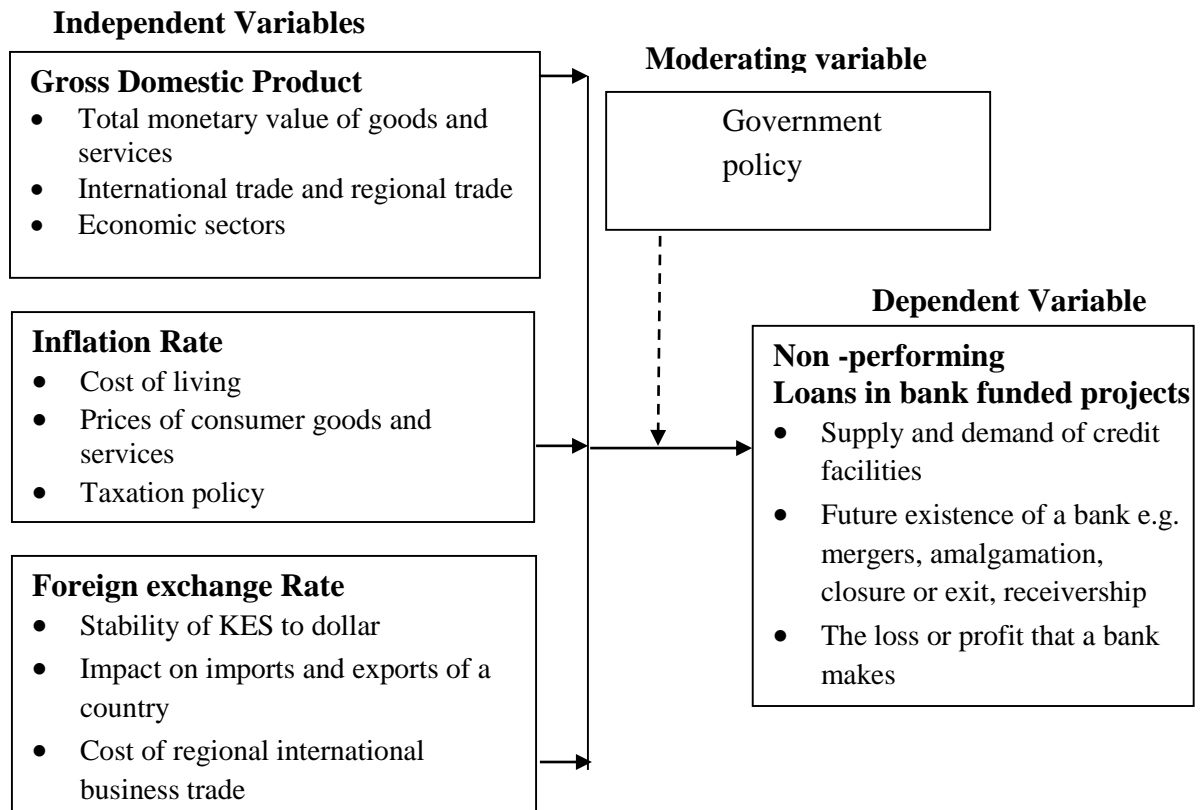 Independent Variables
Gross Domestic Product
• Total monetary value of goods and
services
• International trade and regional trade
• Economic sectors
Inflation Rate
• Cost of living
• Prices of consumer goods and
services
• Taxation policy
Foreign exchange Rate
• Stability of KES to dollar
• Impact on imports and exports of a
country
• Cost of regional international
business trade
Moderating variable
Government
policy
Dependent Variable
Non -performing
Loans in bank funded projects
• Supply and demand of credit
facilities
• Future existence of a bank e.g.
mergers, amalgamation,
closure or exit, receivership
• The loss or profit that a bank
makes